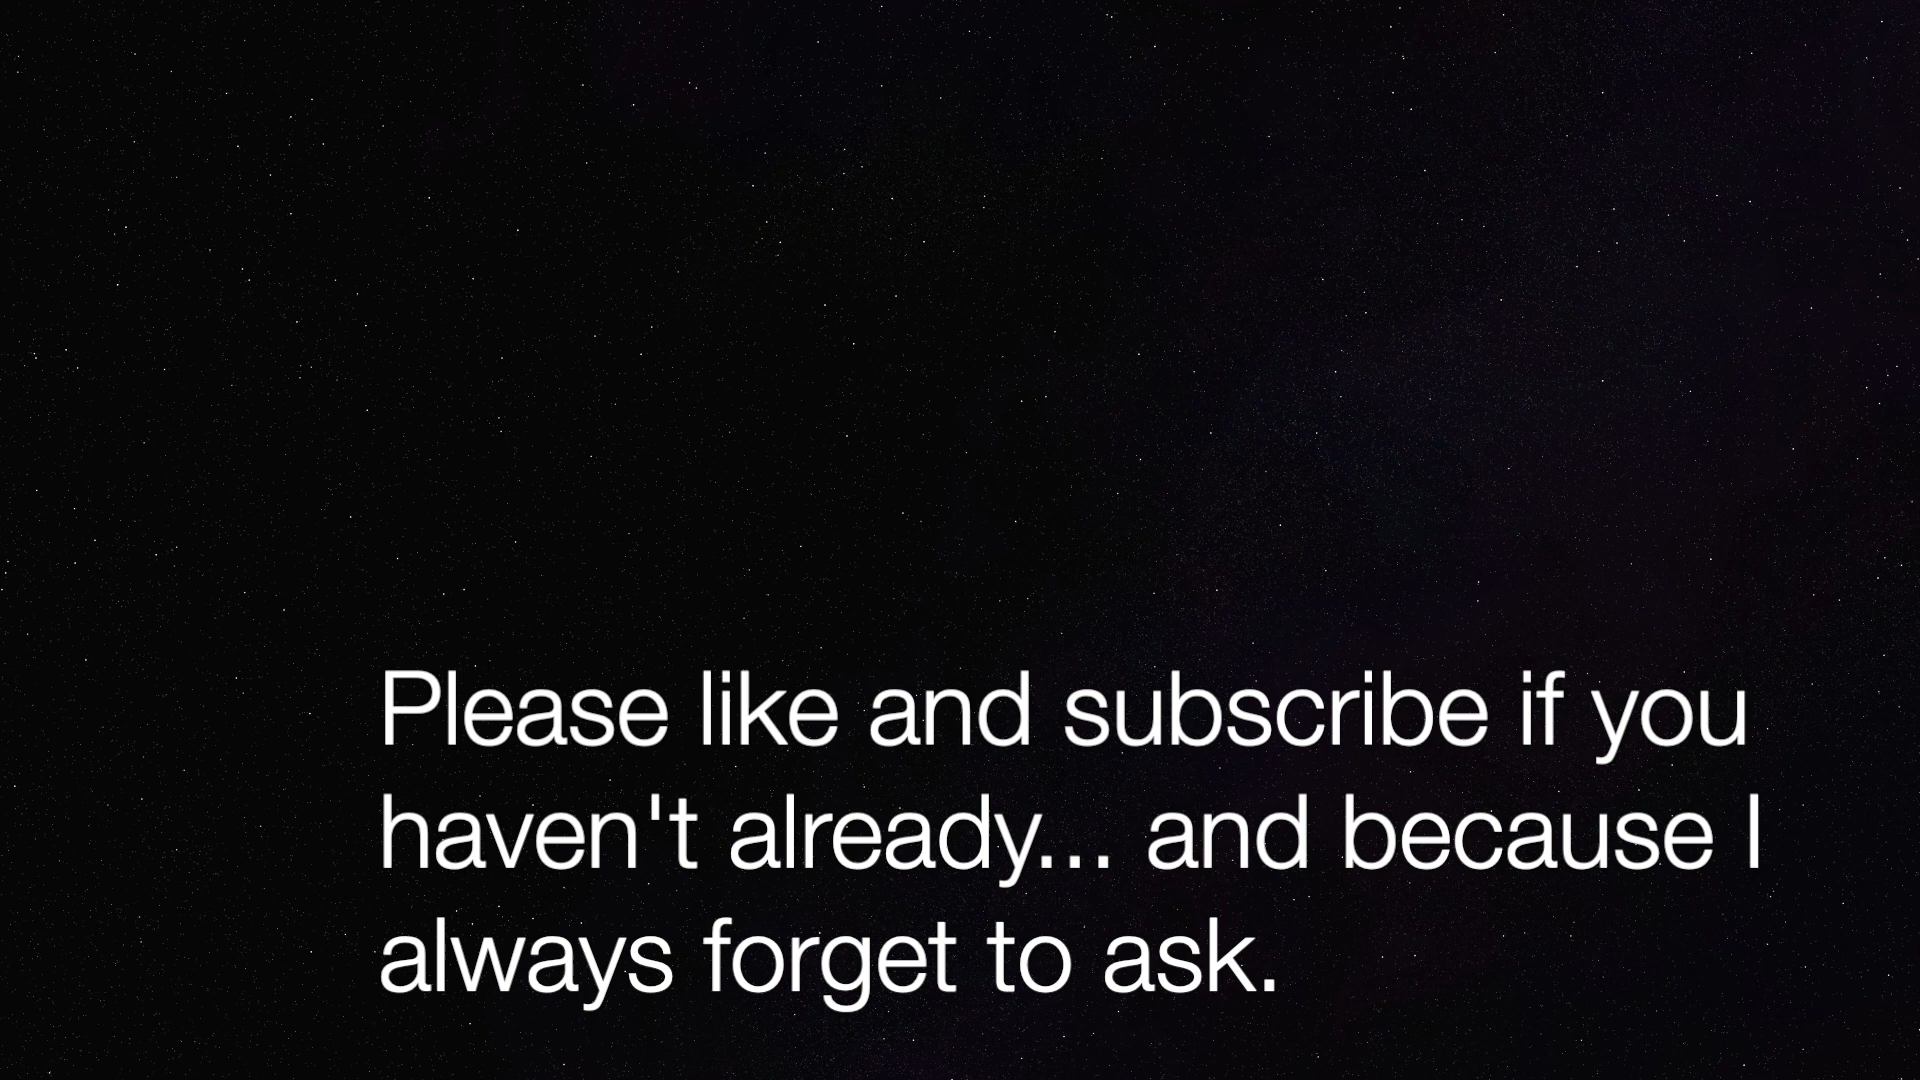 Please like and subscribe if you
haven't already... and because I
always forget to ask.